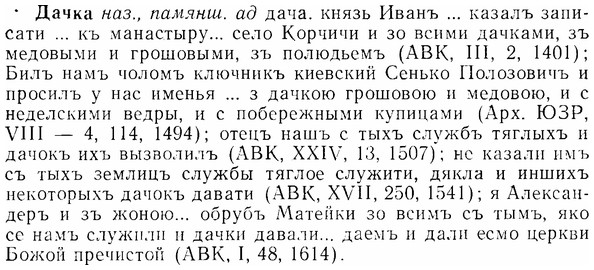 · Дачка наз., памянш. ад дача. князь Иванъ ... казалъ запи-
сати ... къ манастыру... село Корчичи и зо всими дачками, зъ
медовыми и грошовыми, зъ полюдьемъ (АВК, III, 2, 1401);
Билъ намъ чоломъ ключникъ киевский Сенько Полозовичъ и
просилъ у нас именья ... з дачкою грошовою и медовою, и с
неделскими ведры, и с побережными купицами (Арх. ЮЗР,
VIII — 4, 114, 1494); отецъ нашъ с тыхъ службъ тяглыхъ и
дачокъ ихъ вызволилъ (АВК, XXIV, 13, 1507); не казали имъ
съ тыхъ землицъ службы тяглое служити, дякла и иншихъ
некоторыхъ дачокъ давати (АВК, XVII, 250, 1541); я Алексан-
деръ и зъ жоною... обрубъ Матейки зо всимъ съ тымъ, яко
се намъ служили и дачки давали... даемъ и дали есмо церкви
Божой пречистой (АВК, I, 48, 1614).